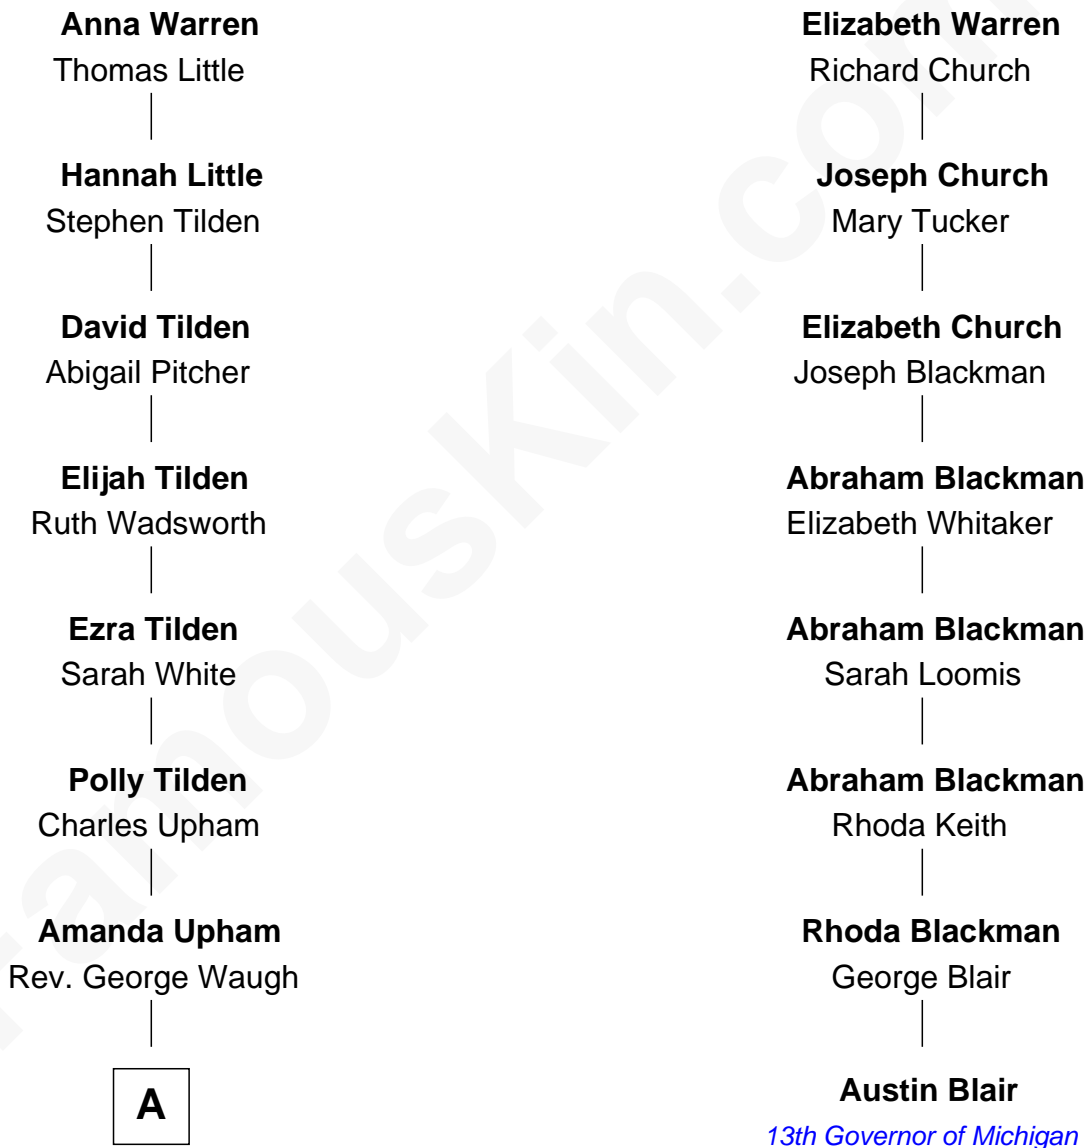 Anna Warren
Thomas Little
Hannah Little
Stephen Tilden
David Tilden
Abigail Pitcher
Elijah Tilden
Ruth Wadsworth
Ezra Tilden
Sarah White
Polly Tilden
Charles Upham
Amanda Upham
Rev. George Waugh
A
Elizabeth Warren
Richard Church
Joseph Church
Mary Tucker
Elizabeth Church
Joseph Blackman
Abraham Blackman
Elizabeth Whitaker
Abraham Blackman
Sarah Loomis
Abraham Blackman
Rhoda Keith
Rhoda Blackman
George Blair
Austin Blair
13th Governor of Michigan
FamousKin.com